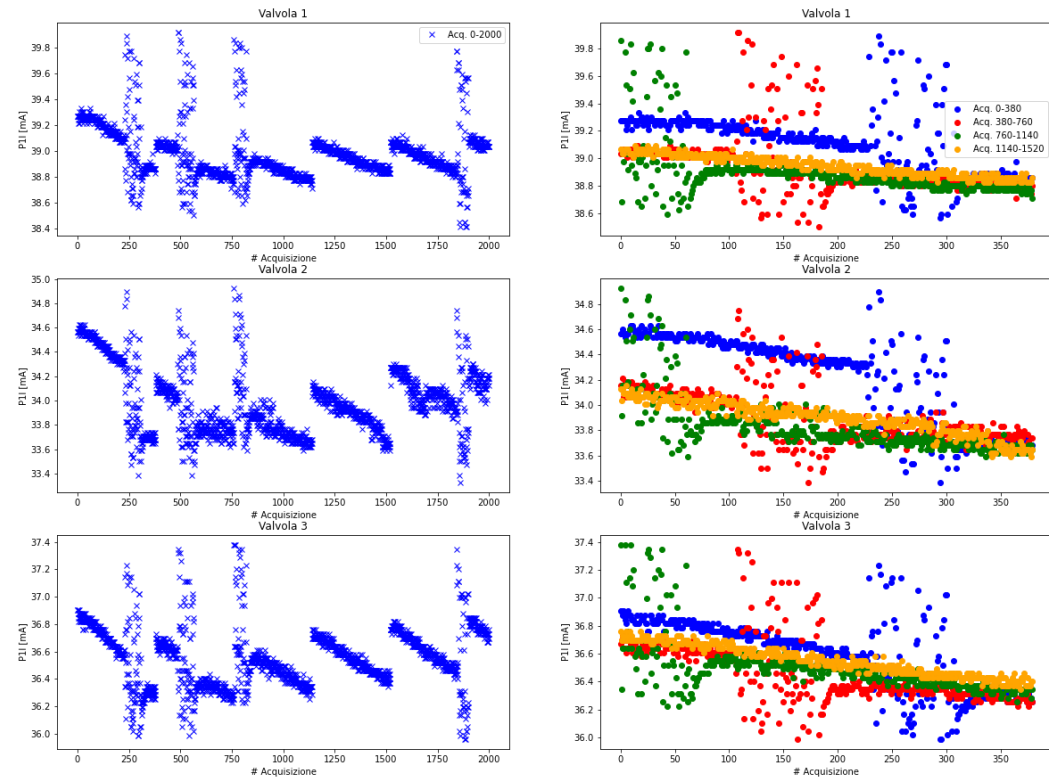 Valvola 1
39.8
39.6
39.4
39.2
39.0
38.8
38.6
38.4
P1I [mA]
Acq. 0-2000
0 250 500 750 1000 1250 1500 1750 2000
# Acquisizione
Valvola 1
39.8
39.6
39.4
39.2
39.0
38.8
38.6
P1I [mA]
Acq. 0-380
Acq. 380-760
Acq. 760-1140
Acq. 1140-1520
0 50 100 150 200 250 300 350
# Acquisizione
Valvola 2
35.0
34.8
34.6
34.4
34.2
34.0
33.8
33.6
33.4
P1I [mA]
0 250 500 750 1000 1250 1500 1750 2000
# Acquisizione
Valvola 2
34.8
34.6
34.4
34.2
34.0
33.8
33.6
33.4
P1I [mA]
0 50 100 150 200 250 300 350
# Acquisizione
Valvola 3
37.4
37.2
37.0
36.8
36.6
36.4
36.2
36.0
P1I [mA]
0 250 500 750 1000 1250 1500 1750 2000
# Acquisizione
Valvola 3
37.4
37.2
37.0
36.8
36.6
36.4
36.2
36.0
P1I [mA]
0 50 100 150 200 250 300 350
# Acquisizione